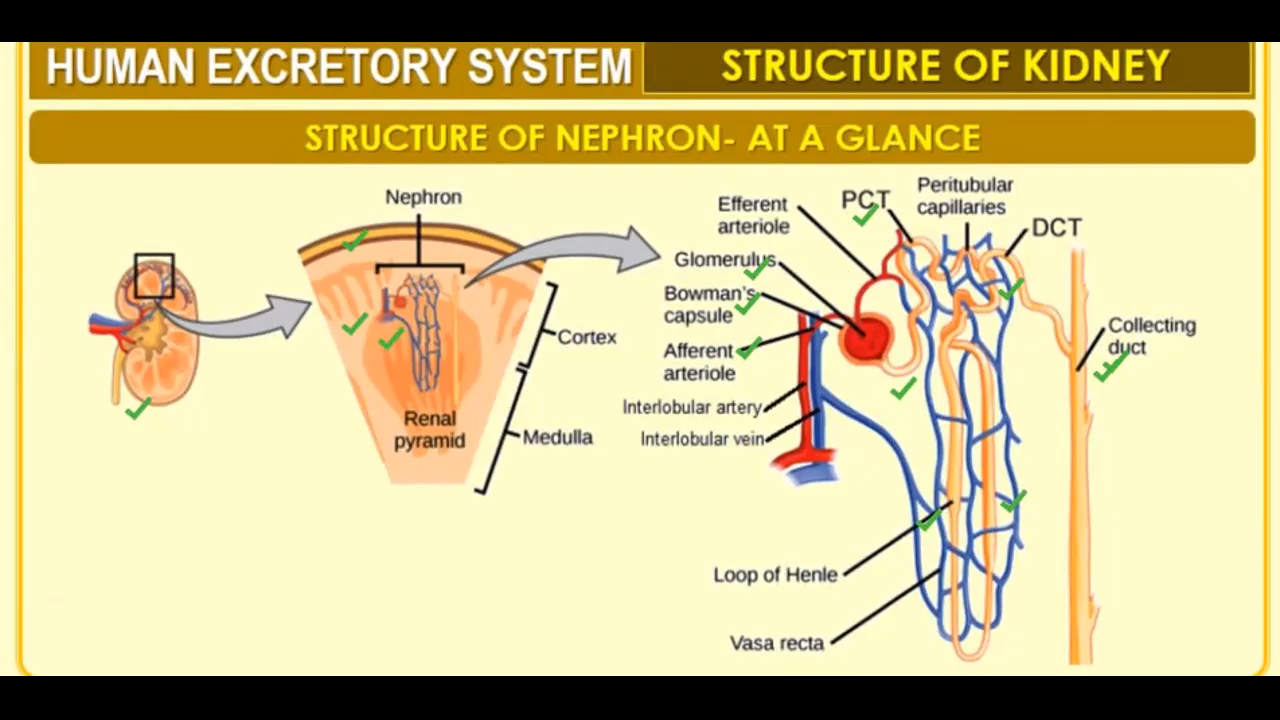 HUMAN EXCRETORY SYSTEM
STRUCTURE OF KIDNEY
STRUCTURE OF NEPHRON- AT A GLANCE
Nephron
Cortex
Renal
pyramid
Medulla
Efferent
arteriole
PCT
Peritubular
capillaries
DCT
Glomerulus
Bowman's
capsule
Afferent
arteriole
Interlobular artery
Interlobular vein
Collecting
duct
Loop of Henle
Vasa recta